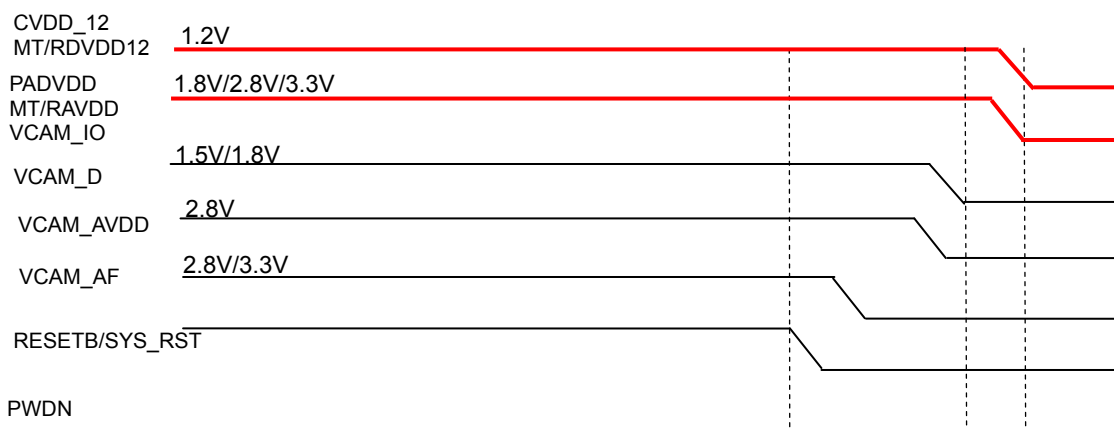 CVDD_12
MT/RDVDD12 1.2V
PADVDD 1.8V/2.8V/3.3V
MT/RAVDD
VCAM_IO
1.5V/1.8V
VCAM_D
2.8V
VCAM_AVDD
2.8V/3.3V
VCAM_AF
RESETB/SYS_RST
PWDN